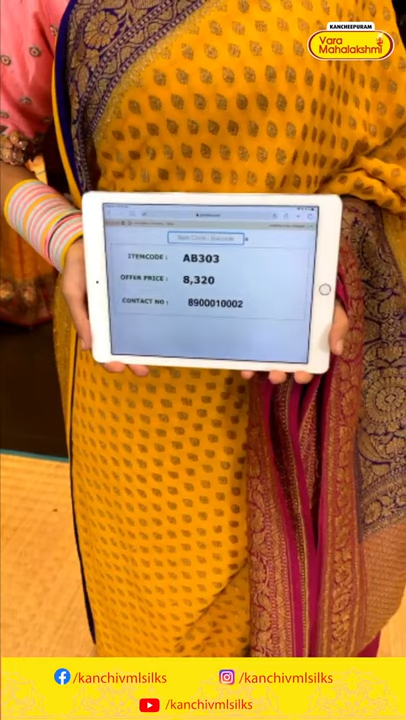 KANCHEEPURAM
Vara
Mahalakshmi
ITEMCODE : AB303
OFFER PRICE : 8,320
CONTACT NO : 8900010002
/kanchivmlsilks /kanchivmlsilks
/kanchivmlsilks